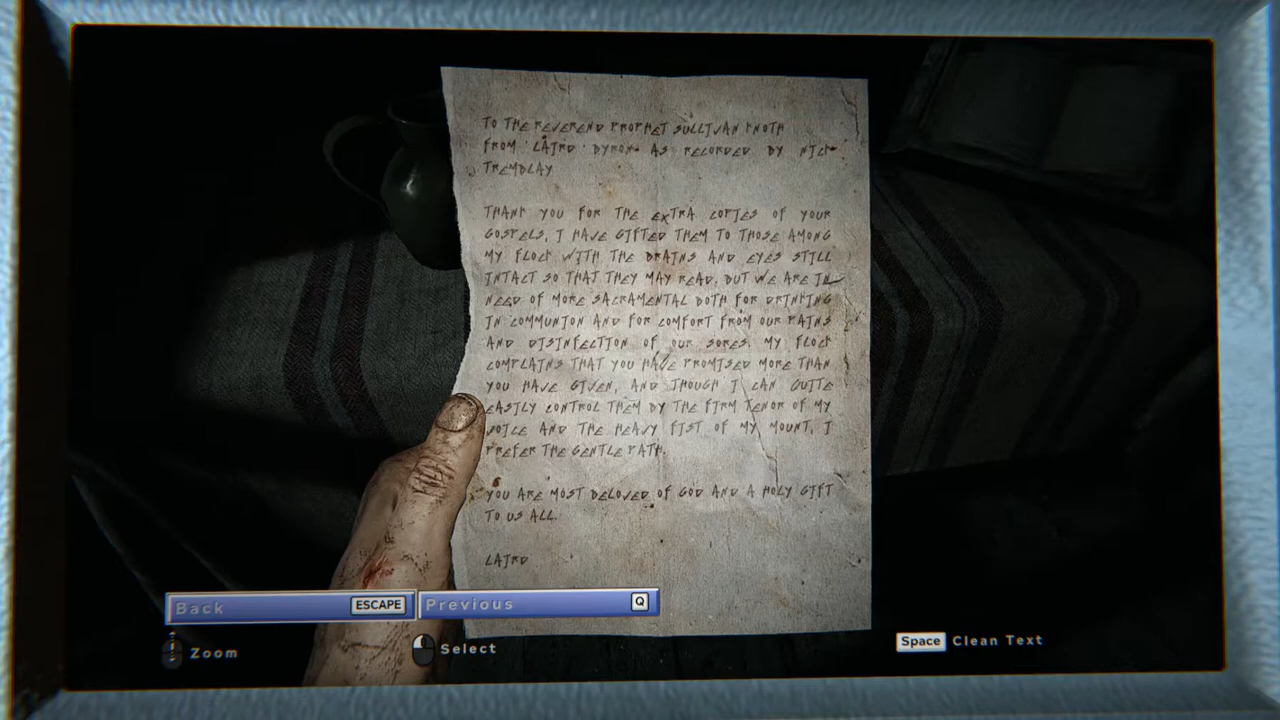 TO THE REVEREND PROPHET SULLIVAN KNOTH
FROM "LAIRD" BYRON AS RECORDED BY NICK
TREMBLAY
THANK YOU FOR THE EXTRA COPIES OF YOUR
GOSPELS, I HAVE GIFTED THEM TO THOSE AMONG
MY FLOCK WITH THE BRAINS AND EYES STILL
INTACT SO THAT THEY MAY READ, BUT WE ARE IN
NEED OF MORE SACRAMENTAL BOTH FOR DRINKING
IN COMMUNION AND FOR COMFORT FROM OUR PAINS
AND DISINFECTION OF OUR SORES. MY FLOCK
COMPLAINS THAT YOU HAVE PROMISED MORE THAN
YOU HAVE GIVEN, AND THOUGH I CAN QUITE
EASILY CONTROL THEM BY THE FIRM TENOR OF MY
VOICE AND THE HEAVY FIST OF MY MOUNT, I
PREFER THE GENTLE PATH.
YOU ARE MOST BELOVED OF GOD AND A HOLY GIFT
TO US ALL.
LAIRD
Back ESCAPE Previous Q
Zoom Select Space Clean Text